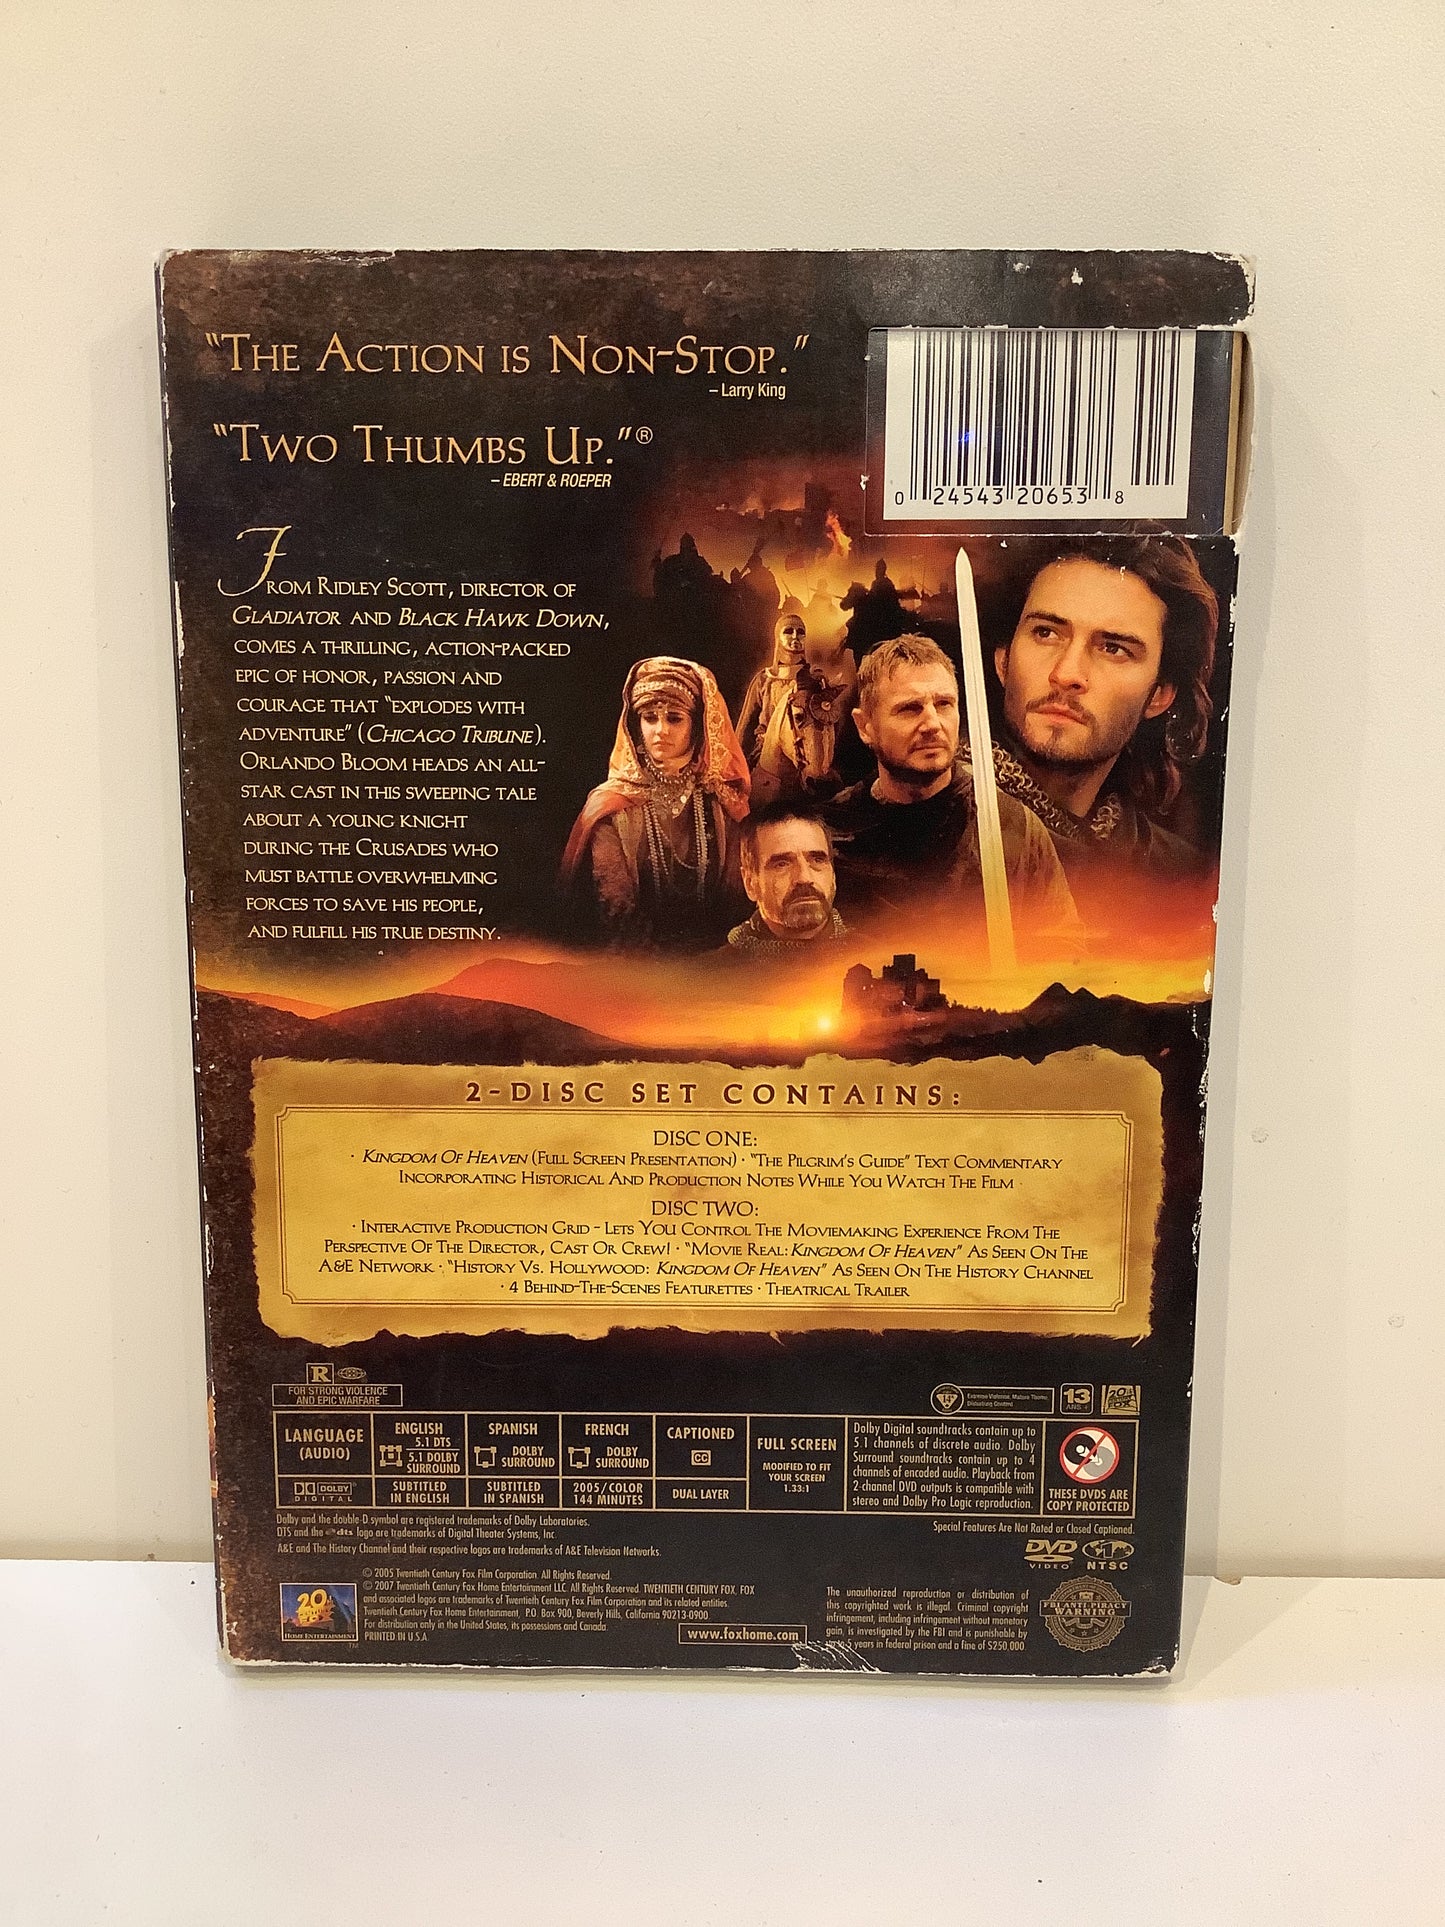 "The Action is Non-Stop."
– Larry King
"Two Thumbs Up."®
– EBERT & ROEPER
0 24543 20653 8
From Ridley Scott, director of
Gladiator and Black Hawk Down,
comes a thrilling, action-packed
epic of honor, passion and
courage that "explodes with
adventure" (Chicago Tribune).
Orlando Bloom heads an all-
star cast in this sweeping tale
about a young knight
during the Crusades who
must battle overwhelming
forces to save his people,
and fulfill his true destiny.
2-DISC SET CONTAINS:
DISC ONE:
· Kingdom Of Heaven (Full Screen Presentation) · "The Pilgrim's Guide" Text Commentary
Incorporating Historical And Production Notes While You Watch The Film
DISC TWO:
· Interactive Production Grid – Lets You Control The Moviemaking Experience From The
Perspective Of The Director, Cast Or Crew! · "Movie Real: Kingdom Of Heaven" As Seen On The
A&E Network · "History Vs. Hollywood: Kingdom Of Heaven" As Seen On The History Channel
· 4 Behind-The-Scenes Featurettes · Theatrical Trailer
R
FOR STRONG VIOLENCE
AND EPIC WARFARE
14
Extreme Violence, Mature Theme,
Disturbing Content
13
ANS +
20th CENTURY FOX
LANGUAGE
(AUDIO)
ENGLISH
5.1 DTS
5.1 DOLBY
SURROUND
SPANISH
DOLBY
SURROUND
FRENCH
DOLBY
SURROUND
CAPTIONED
CC
FULL SCREEN
MODIFIED TO FIT
YOUR SCREEN
1.33:1
DOLBY
DIGITAL
SUBTITLED
IN ENGLISH
SUBTITLED
IN SPANISH
2005/COLOR
144 MINUTES
DUAL LAYER
Dolby Digital soundtracks contain up to
5.1 channels of discrete audio. Dolby
Surround soundtracks contain up to 4
channels of encoded audio. Playback from
2-channel DVD outputs is compatible with
stereo and Dolby Pro Logic reproduction.
THESE DVDS ARE
COPY PROTECTED
Dolby and the double-D symbol are registered trademarks of Dolby Laboratories.
DTS and the dts logo are trademarks of Digital Theater Systems, Inc.
A&E and The History Channel and their respective logos are trademarks of A&E Television Networks.
Special Features Are Not Rated or Closed Captioned.
DVD
VIDEO
NTSC
20th CENTURY FOX
HOME ENTERTAINMENT
TM
© 2005 Twentieth Century Fox Film Corporation. All Rights Reserved.
© 2007 Twentieth Century Fox Home Entertainment LLC. All Rights Reserved. TWENTIETH CENTURY FOX, FOX
and associated logos are trademarks of Twentieth Century Fox Film Corporation and its related entities.
Twentieth Century Fox Home Entertainment, P.O. Box 900, Beverly Hills, California 90213-0900.
For distribution only in the United States, its possessions and Canada.
PRINTED IN U.S.A.
www.foxhome.com
The unauthorized reproduction or distribution of
this copyrighted work is illegal. Criminal copyright
infringement, including infringement without monetary
gain, is investigated by the FBI and is punishable by
up to 5 years in federal prison and a fine of $250,000.
FBI ANTI-PIRACY
WARNING